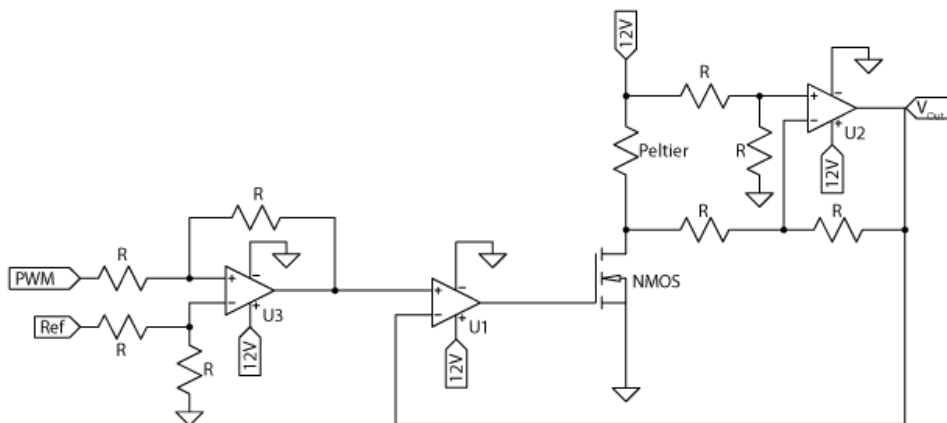 12V
R
+
-
V_Out
U2
R
Peltier
12V
R
R
R
PWM
R
+
-
NMOS
Ref
R
-
+
U3
+
-
-
+
U1
R
12V
12V